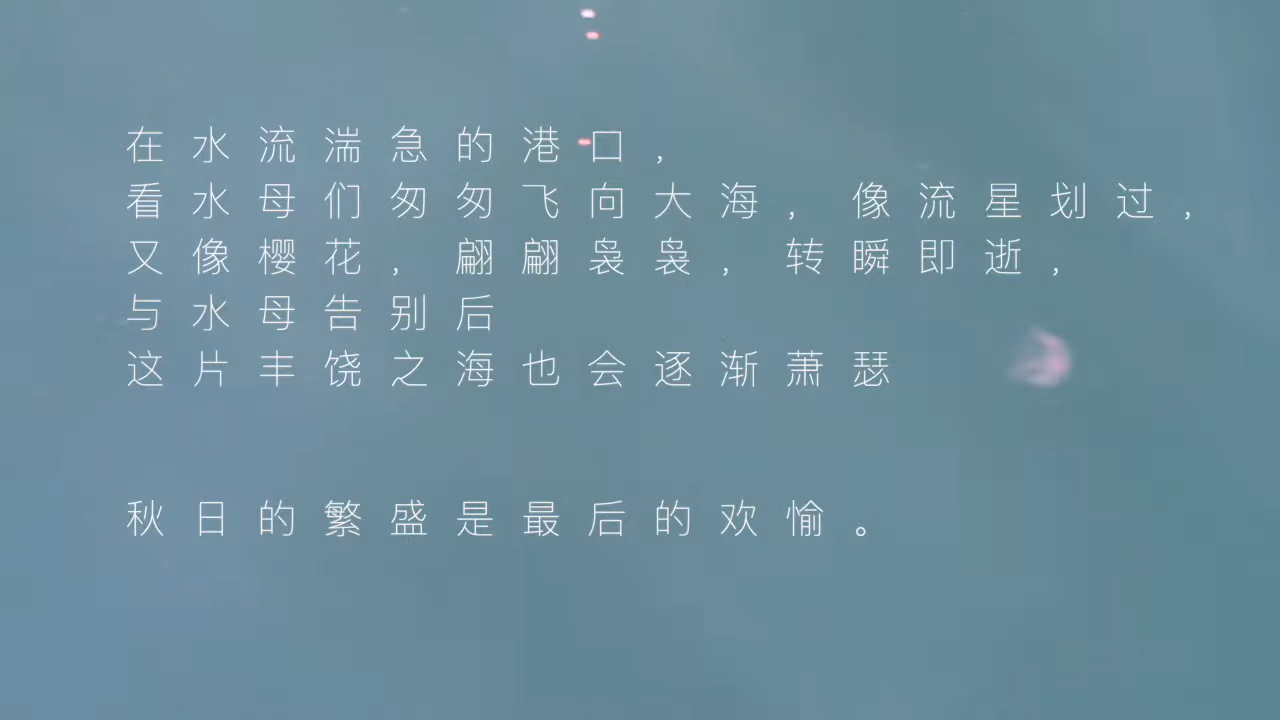 在水流湍急的港口，
看水母们匆匆飞向大海，像流星划过，
又像樱花，翩翩袅袅，转瞬即逝，
与水母告别后
这片丰饶之海也会逐渐萧瑟
秋日的繁盛是最后的欢愉。